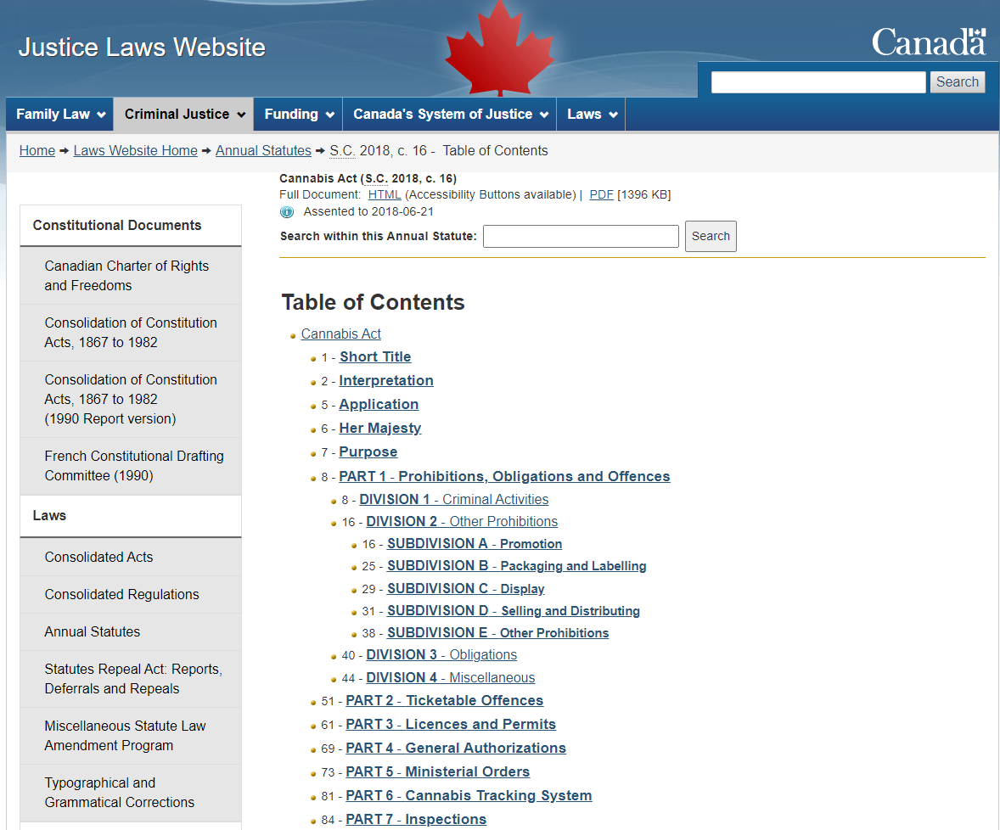 Justice Laws Website
Canada
Search
Family Law
Criminal Justice
Funding
Canada's System of Justice
Laws
Home → Laws Website Home → Annual Statutes → S.C. 2018, c. 16 - Table of Contents
Constitutional Documents
Canadian Charter of Rights
and Freedoms
Consolidation of Constitution
Acts, 1867 to 1982
Consolidation of Constitution
Acts, 1867 to 1982
(1990 Report version)
French Constitutional Drafting
Committee (1990)
Laws
Consolidated Acts
Consolidated Regulations
Annual Statutes
Statutes Repeal Act: Reports,
Deferrals and Repeals
Miscellaneous Statute Law
Amendment Program
Typographical and
Grammatical Corrections
Cannabis Act (S.C. 2018, c. 16)
Full Document: HTML (Accessibility Buttons available) | PDF [1396 KB]
Assented to 2018-06-21
Search within this Annual Statute: Search
Table of Contents
Cannabis Act
1 - Short Title
2 - Interpretation
5 - Application
6 - Her Majesty
7 - Purpose
8 - PART 1 - Prohibitions, Obligations and Offences
8 - DIVISION 1 - Criminal Activities
16 - DIVISION 2 - Other Prohibitions
16 - SUBDIVISION A - Promotion
25 - SUBDIVISION B - Packaging and Labelling
29 - SUBDIVISION C - Display
31 - SUBDIVISION D - Selling and Distributing
38 - SUBDIVISION E - Other Prohibitions
40 - DIVISION 3 - Obligations
44 - DIVISION 4 - Miscellaneous
51 - PART 2 - Ticketable Offences
61 - PART 3 - Licences and Permits
69 - PART 4 - General Authorizations
73 - PART 5 - Ministerial Orders
81 - PART 6 - Cannabis Tracking System
84 - PART 7 - Inspections